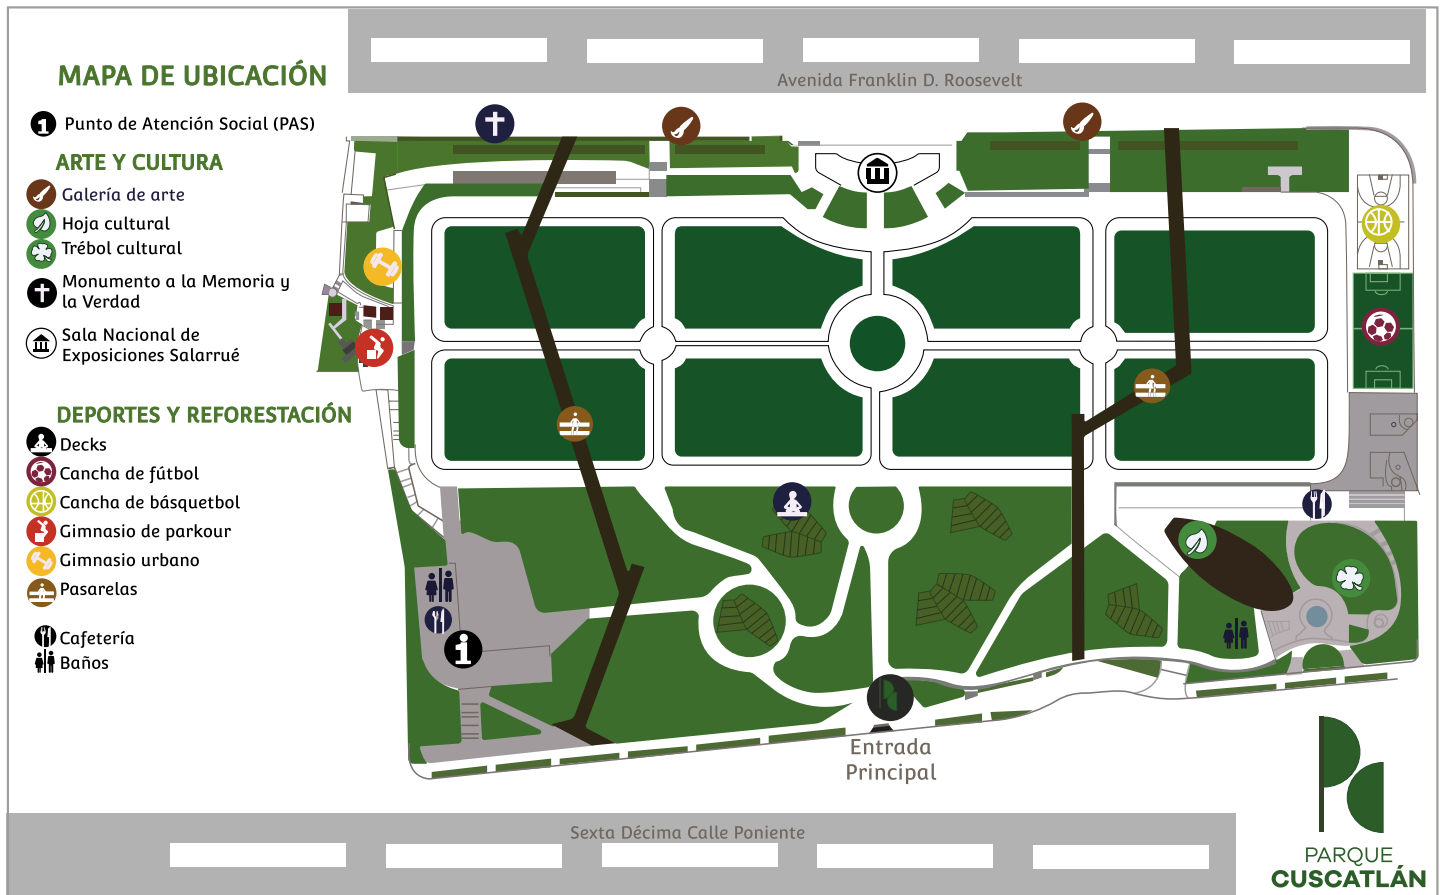 MAPA DE UBICACIÓN
Punto de Atención Social (PAS)
ARTE Y CULTURA
Galería de arte
Hoja cultural
Trébol cultural
Monumento a la Memoria y
la Verdad
Sala Nacional de
Exposiciones Salarrué
DEPORTES Y REFORESTACIÓN
Decks
Cancha de fútbol
Cancha de básquetbol
Gimnasio de parkour
Gimnasio urbano
Pasarelas
Cafetería
Baños
Avenida Franklin D. Roosevelt
Entrada
Principal
Sexta Décima Calle Poniente
PARQUE
CUSCATLÁN